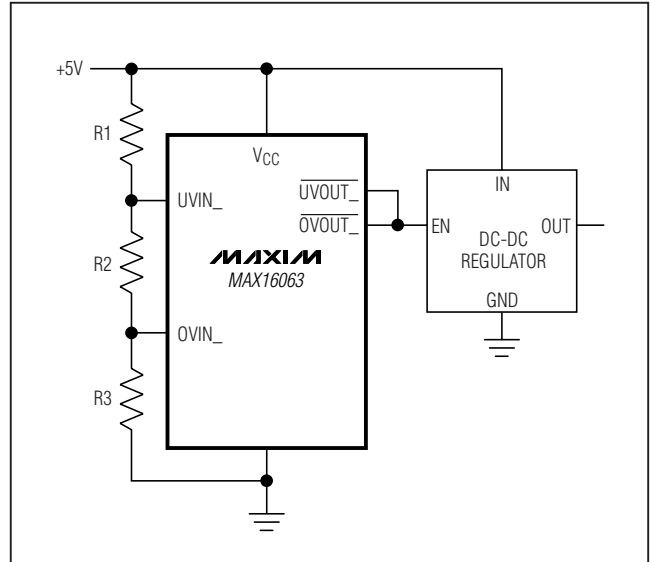 +5V
R1
VCC
IN
UVIN_
UVOUT_
OVOUT_
EN
OUT
DC-DC
REGULATOR
MAXIM
MAX16063
R2
GND
OVIN_
R3